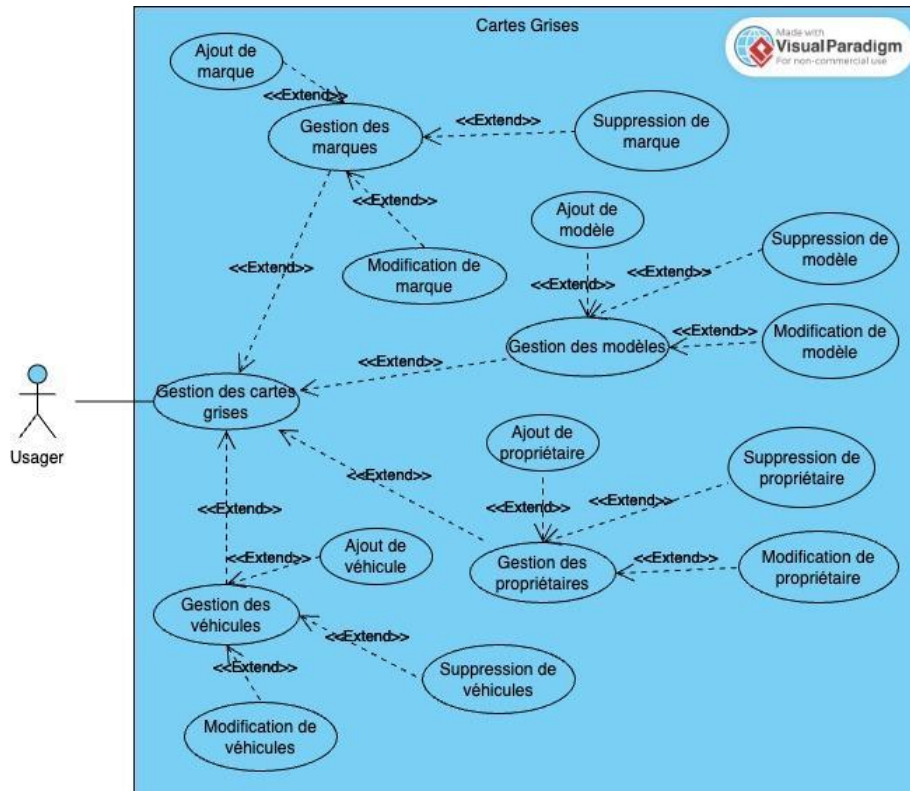 Cartes Grises
Made with
VisualParadigm
For non-commercial use
Ajout de
marque
<<Extend>>
Gestion des
marques
<<Extend>>
Suppression de
marque
<<Extend>>
Modification de
marque
<<Extend>>
Ajout de
modèle
<<Extend>>
Suppression de
modèle
<<Extend>>
Gestion des modèles
<<Extend>>
Modification de
modèle
<<Extend>>
Gestion des cartes
grises
Usager
Ajout de
propriétaire
<<Extend>>
Suppression de
propriétaire
<<Extend>>
<<Extend>>
Gestion des
propriétaires
<<Extend>>
Modification de
propriétaire
<<Extend>>
Ajout de
véhicule
<<Extend>>
Gestion des
véhicules
<<Extend>>
Suppression de
véhicules
<<Extend>>
Modification de
véhicules